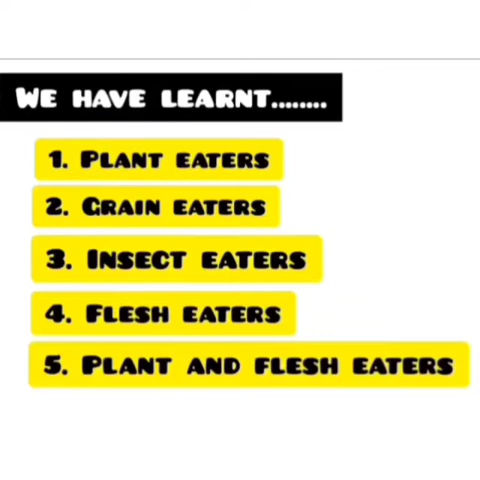 We have learnt........
1. Plant eaters
2. Grain eaters
3. Insect eaters
4. Flesh eaters
5. Plant and flesh eaters